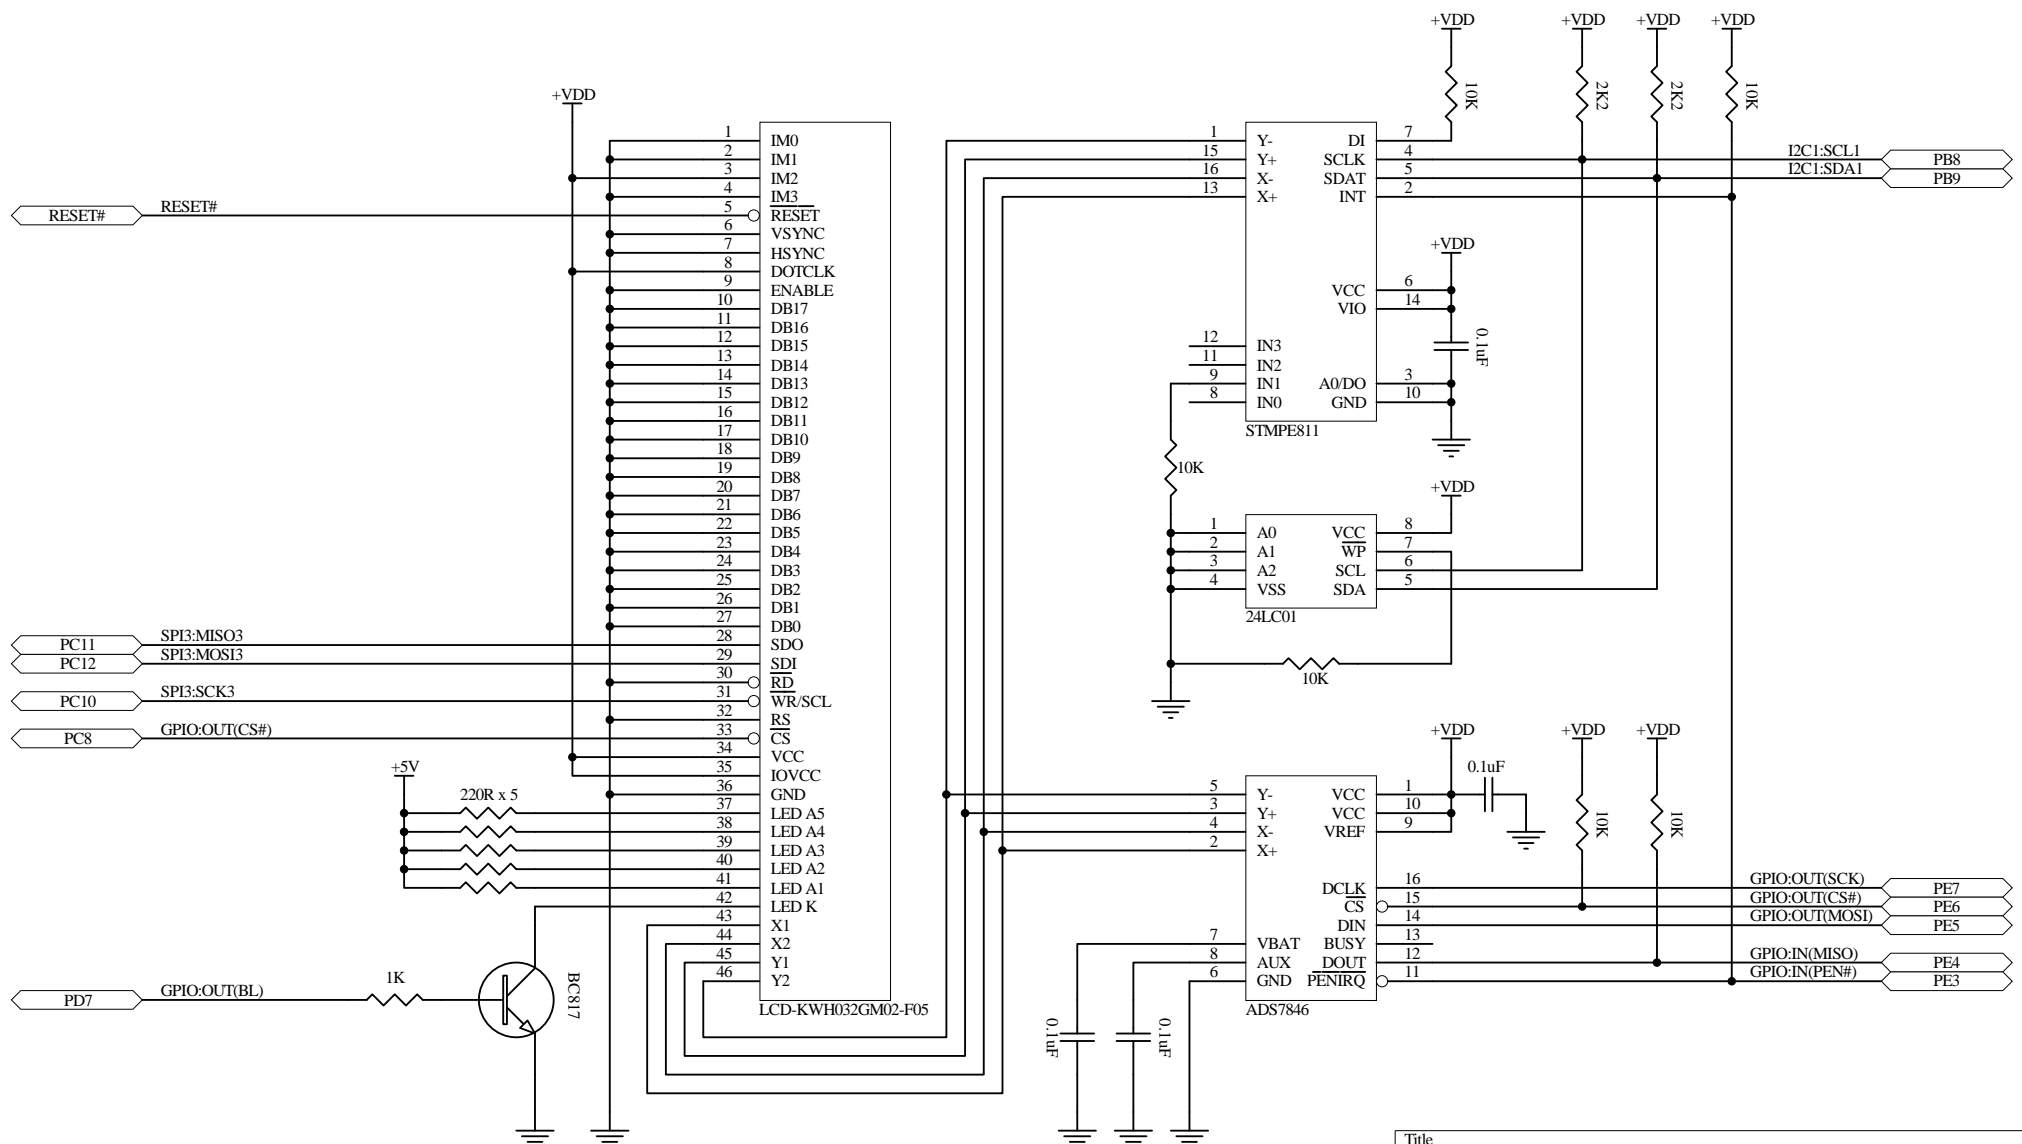 +VDD +VDD +VDD +VDD
10K 2K2 2K2 10K
+VDD
1 IM0
2 IM1
3 IM2
4 IM3
RESET# RESET# 5 RESET
6 VSYNC
7 HSYNC
8 DOTCLK
9 ENABLE
10 DB17
11 DB16
12 DB15
13 DB14
14 DB13
15 DB12
16 DB11
17 DB10
18 DB9
19 DB8
20 DB7
21 DB6
22 DB5
23 DB4
24 DB3
25 DB2
26 DB1
27 DB0
PC11 SPI3:MISO3 28 SDO
PC12 SPI3:MOSI3 29 SDI
30 RD
PC10 SPI3:SCK3 31 WR/SCL
32 RS
PC8 GPIO:OUT(CS#) 33 CS
34 VCC
+5V 35 IOVCC
36 GND
220R x 5 37 LED A5
38 LED A4
39 LED A3
40 LED A2
41 LED A1
42 LED K
43 X1
44 X2
45 Y1
46 Y2
LCD-KWH032GM02-F05
PD7 GPIO:OUT(BL) 1K BC817
1 Y- DI 7
15 Y+ SCLK 4 I2C1:SCL1 PB8
16 X- SDAT 5 I2C1:SDA1 PB9
13 X+ INT 2
+VDD
VCC 6
VIO 14
0.1uF
12 IN3
11 IN2
9 IN1 A0/DO 3
8 IN0 GND 10
STMPE811
10K
+VDD
1 A0 VCC 8
2 A1 WP 7
3 A2 SCL 6
4 VSS SDA 5
24LC01
10K
+VDD +VDD +VDD
0.1uF
5 Y- VCC 1
3 Y+ VCC 10
4 X- VREF 9
2 X+
10K 10K
DCLK 16 GPIO:OUT(SCK) PE7
CS 15 GPIO:OUT(CS#) PE6
DIN 14 GPIO:OUT(MOSI) PE5
7 VBAT BUSY 13
8 AUX DOUT 12 GPIO:IN(MISO) PE4
6 GND PENIRQ 11 GPIO:IN(PEN#) PE3
ADS7846
0.1uF 0.1uF
Title